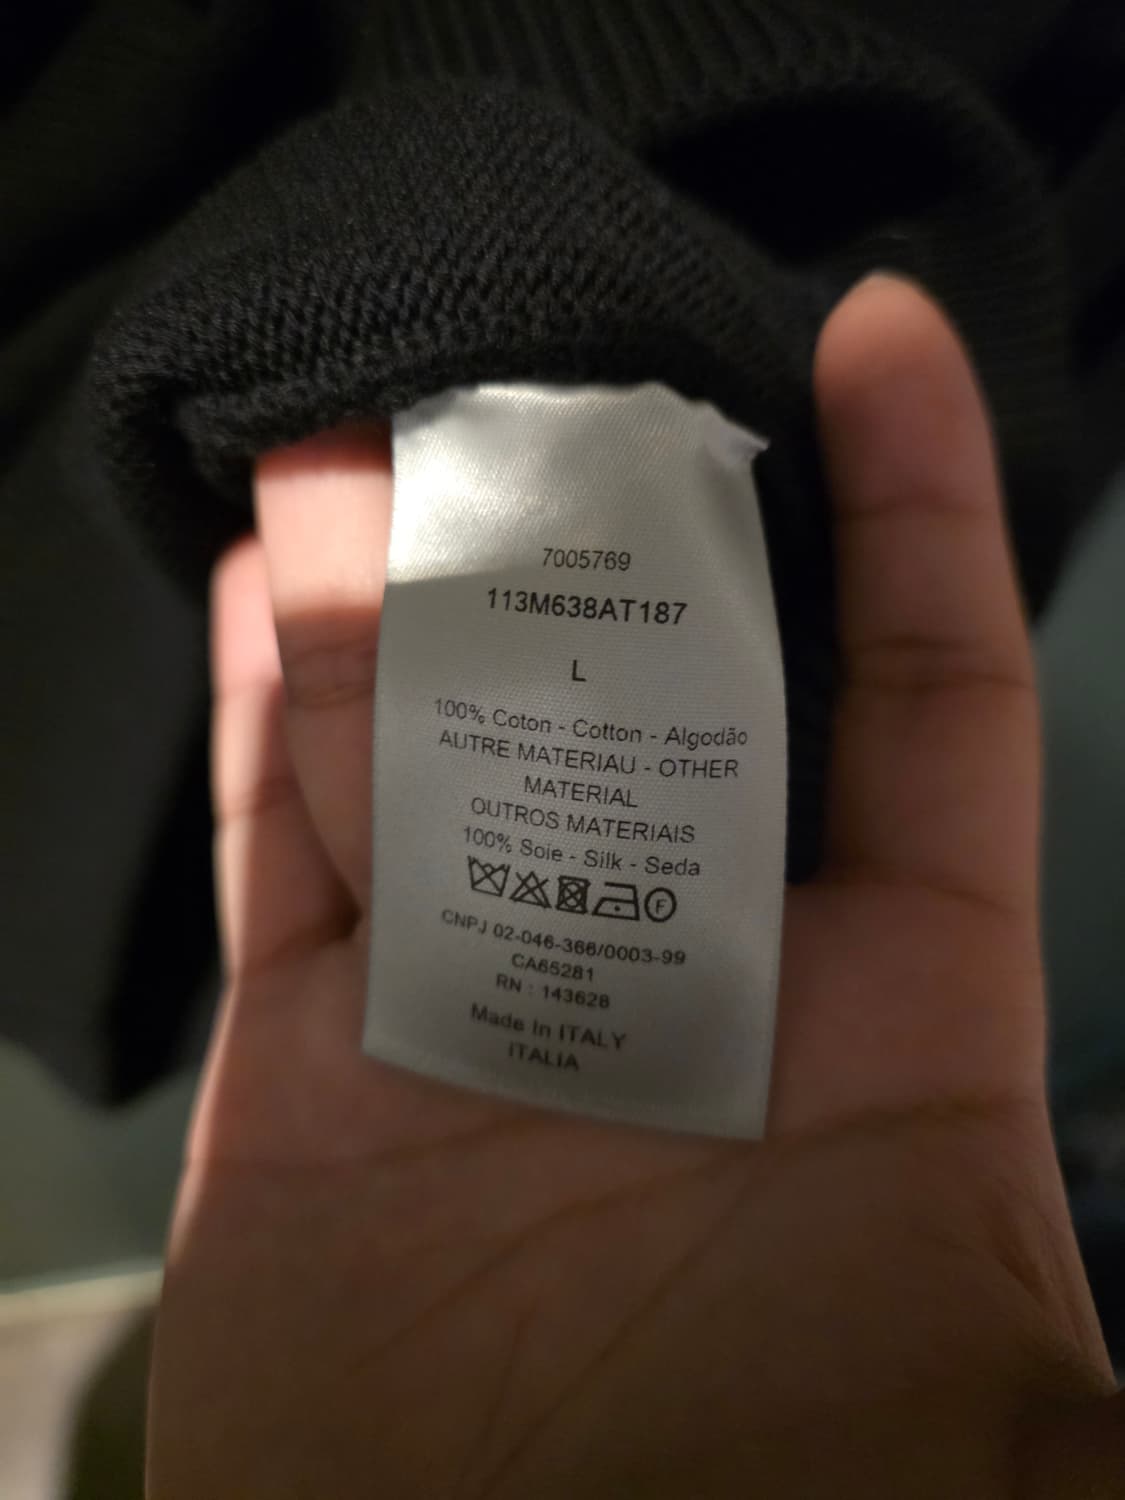 7005769
113M638AT187
L
100% Coton - Cotton - Algodão
AUTRE MATERIAU - OTHER
MATERIAL
OUTROS MATERIAIS
100% Soie - Silk - Seda
F
CNPJ 02-046-366/0003-99
CA65281
RN : 143628
Made In ITALY
ITALIA